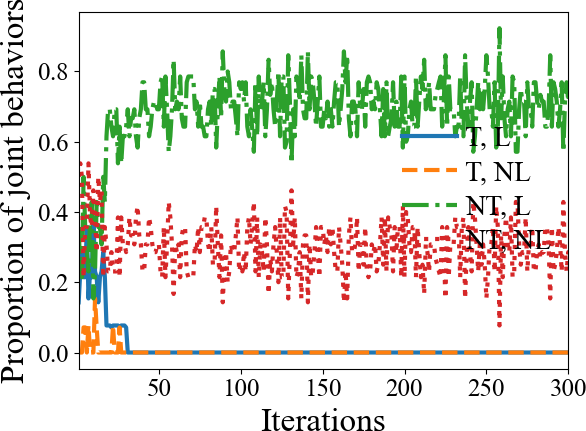 Proportion of joint behaviors
0.8
0.6
0.4
0.2
0.0
T, L
T, NL
NT, L
NT, NL
50
100
150
200
250
300
Iterations